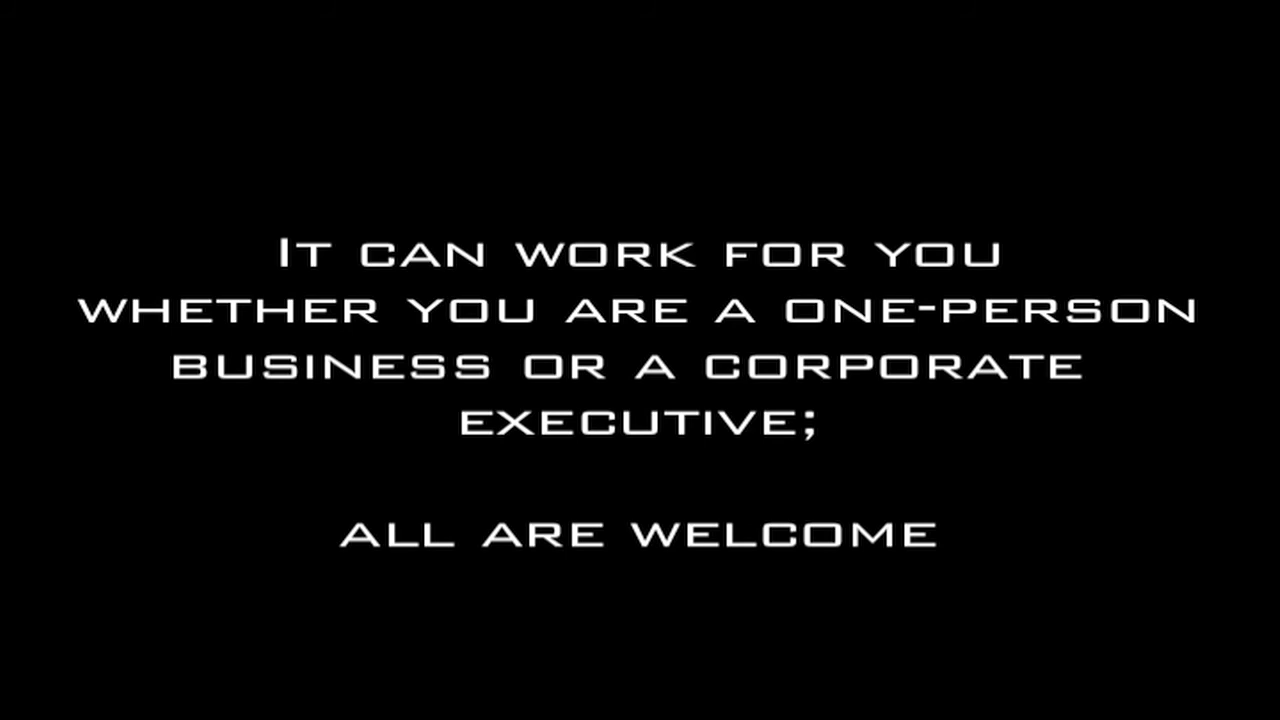 It can work for you
whether you are a one-person
business or a corporate
executive;
all are welcome